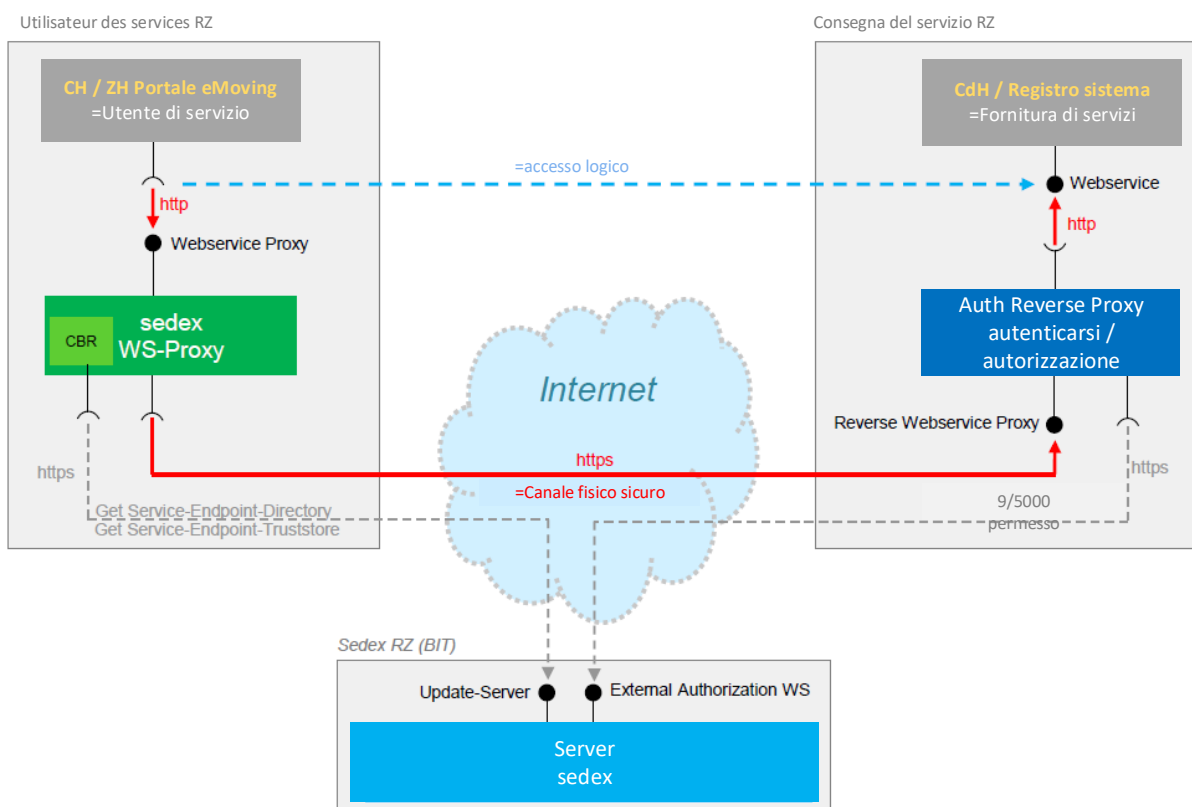 Utilisateur des services RZ
Consegna del servizio RZ
CH / ZH Portale eMoving
=Utente di servizio
CdH / Registro sistema
=Fornitura di servizi
=accesso logico
Webservice
http
http
Webservice Proxy
sedex
WS-Proxy
CBR
Auth Reverse Proxy
autenticarsi /
autorizzazione
Internet
Reverse Webservice Proxy
https
https
https
=Canale fisico sicuro
Get Service-Endpoint-Directory
Get Service-Endpoint-Truststore
9/5000
permesso
Sedex RZ (BIT)
Update-Server
External Authorization WS
Server
sedex